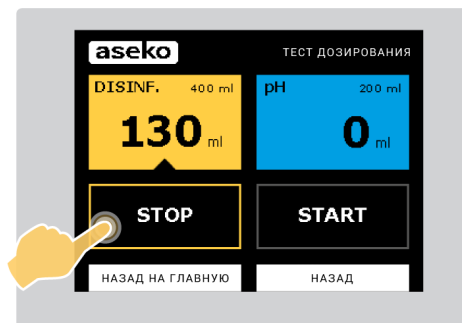 aseko
ТЕСТ ДОЗИРОВАНИЯ
DISINF. 400 ml
130 ml
pH 200 ml
0 ml
STOP
START
НАЗАД НА ГЛАВНУЮ
НАЗАД